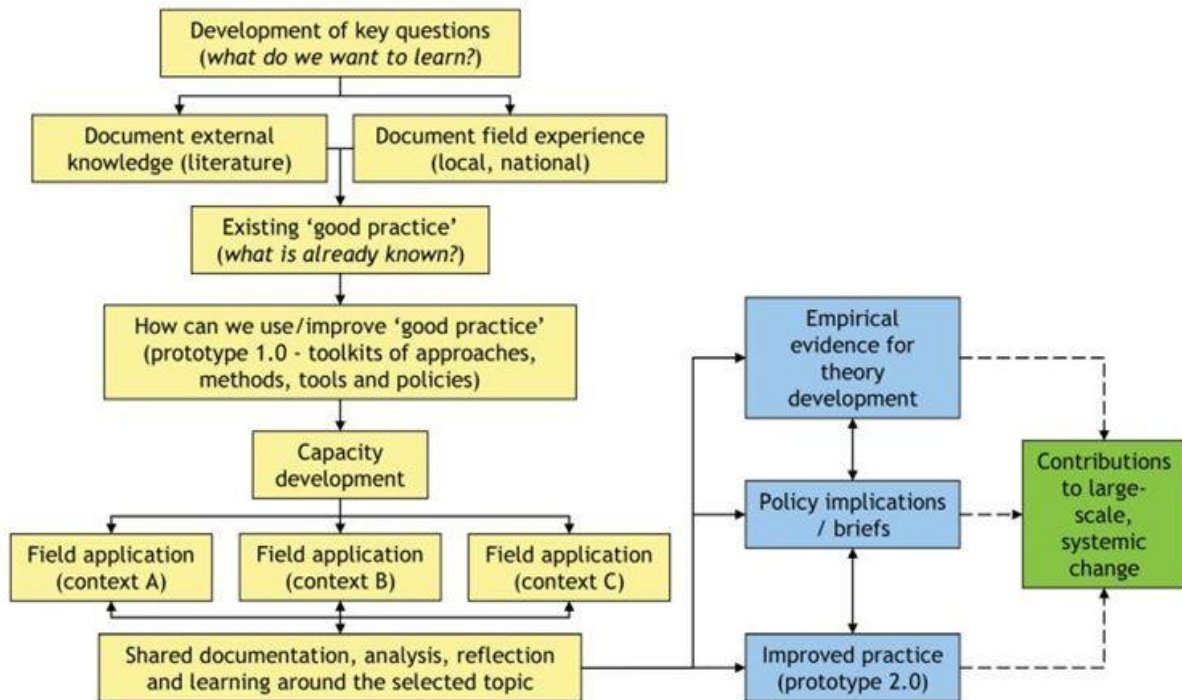 Development of key questions
(what do we want to learn?)
Document external
knowledge (literature)
Document field experience
(local, national)
Existing ‘good practice’
(what is already known?)
How can we use/improve ‘good practice’
(prototype 1.0 - toolkits of approaches,
methods, tools and policies)
Capacity
development
Field application
(context A)
Field application
(context B)
Field application
(context C)
Shared documentation, analysis, reflection
and learning around the selected topic
Empirical
evidence for
theory
development
Policy implications
/ briefs
Improved practice
(prototype 2.0)
Contributions
to large-
scale,
systemic
change